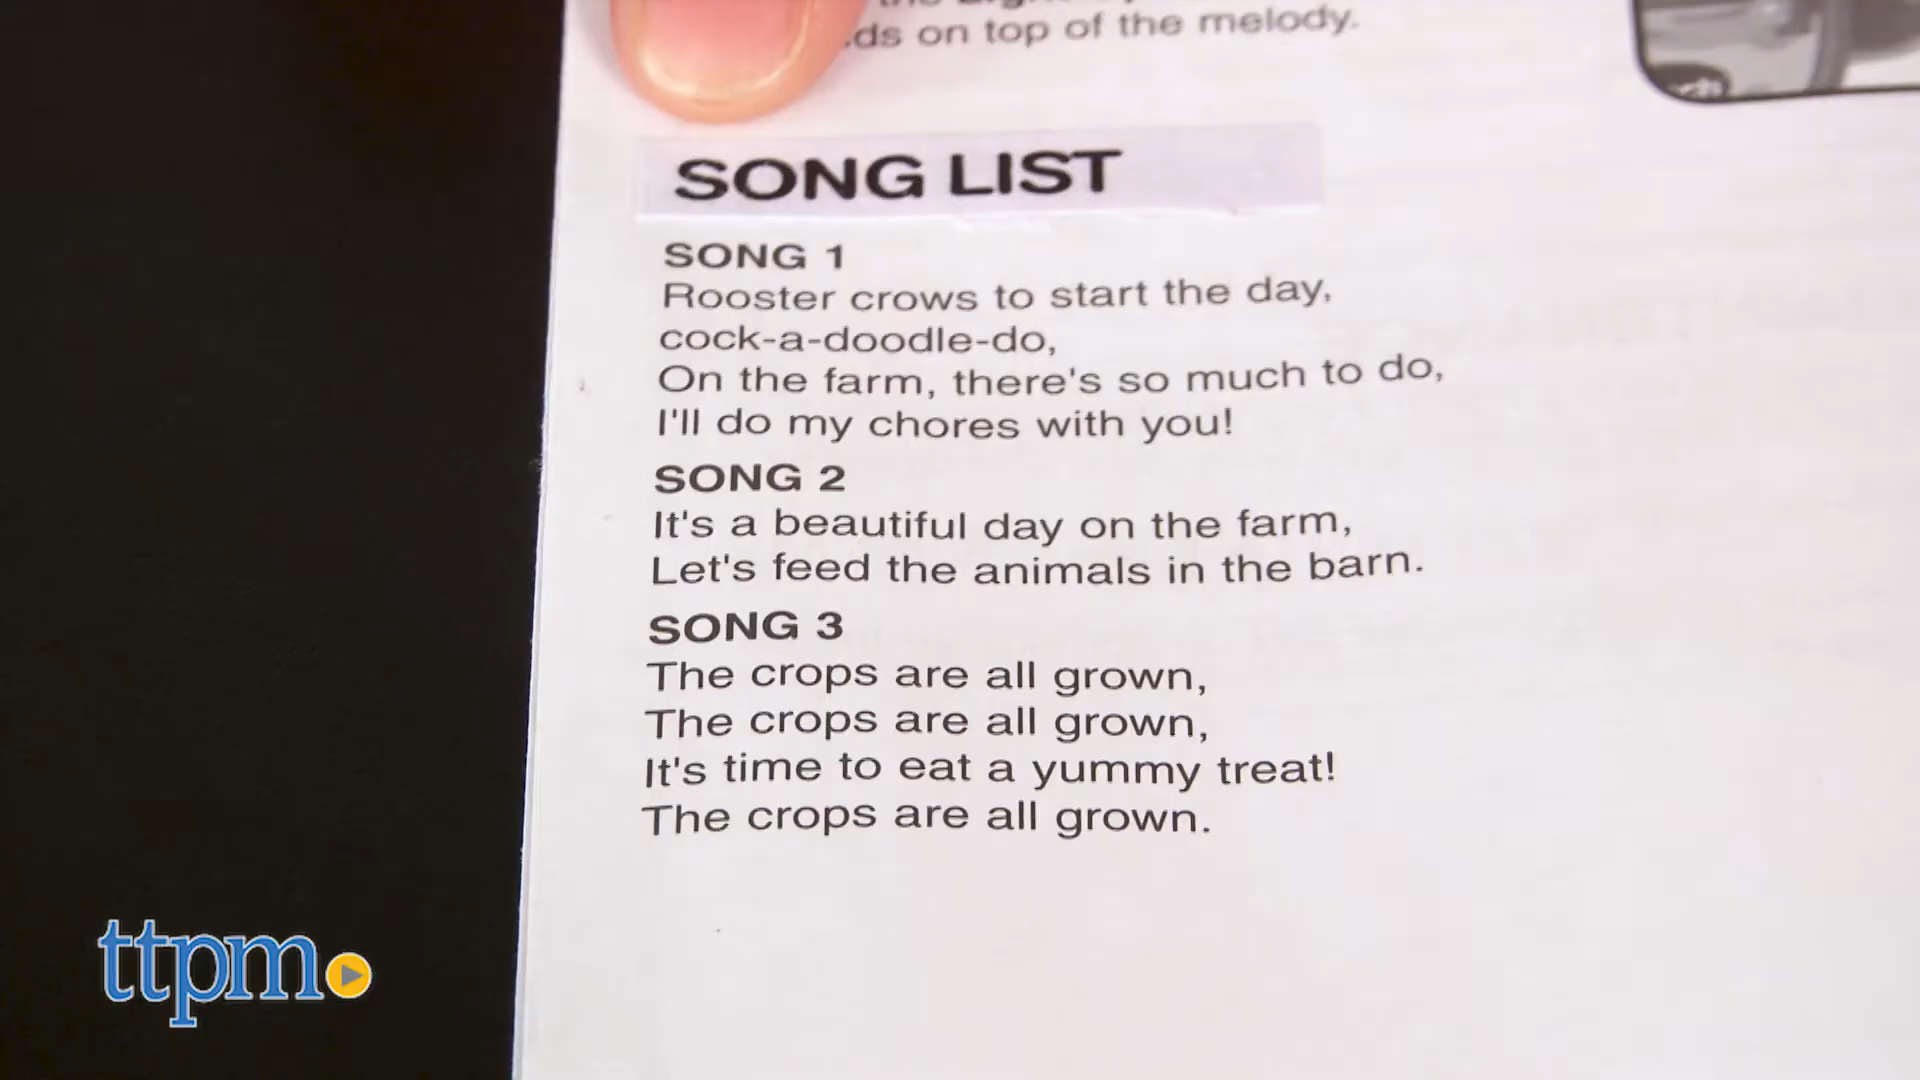 on top of the melody.
SONG LIST
SONG 1
Rooster crows to start the day,
cock-a-doodle-do,
On the farm, there's so much to do,
I'll do my chores with you!
SONG 2
It's a beautiful day on the farm,
Let's feed the animals in the barn.
SONG 3
The crops are all grown,
The crops are all grown,
It's time to eat a yummy treat!
The crops are all grown.
ttpm